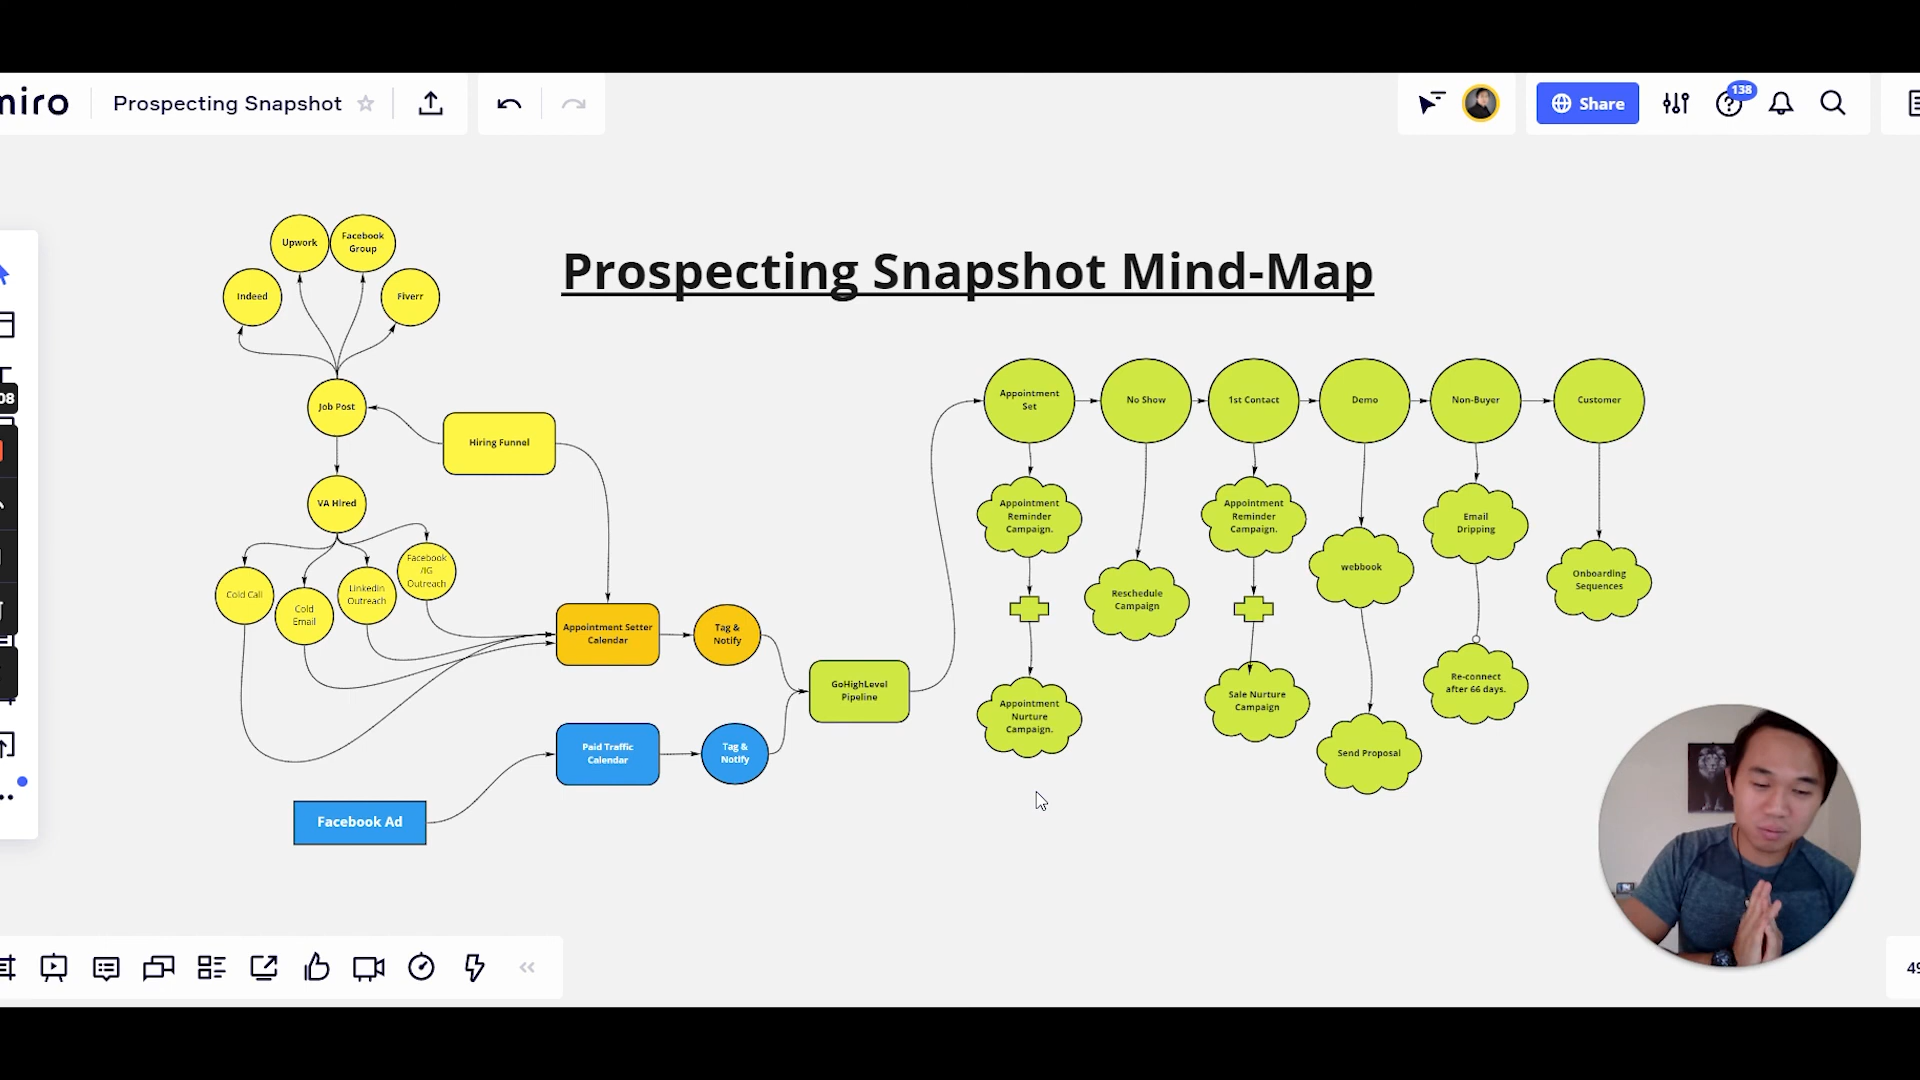 miro
Prospecting Snapshot
Share
138
08
Prospecting Snapshot Mind-Map
Upwork
Facebook
Group
Indeed
Fiverr
Job Post
Hiring Funnel
VA Hired
Cold Call
Cold
Email
Linkedin
Outreach
Facebook
/IG
Outreach
Appointment Setter
Calendar
Tag &
Notify
Paid Traffic
Calendar
Tag &
Notify
Facebook Ad
GoHighLevel
Pipeline
Appointment
Set
No Show
1st Contact
Demo
Non-Buyer
Customer
Appointment
Reminder
Campaign.
Appointment
Nurture
Campaign.
Reschedule
Campaign
Appointment
Reminder
Campaign.
Sale Nurture
Campaign
webbook
Send Proposal
Email
Dripping
Re-connect
after 66 days.
Onboarding
Sequences
49